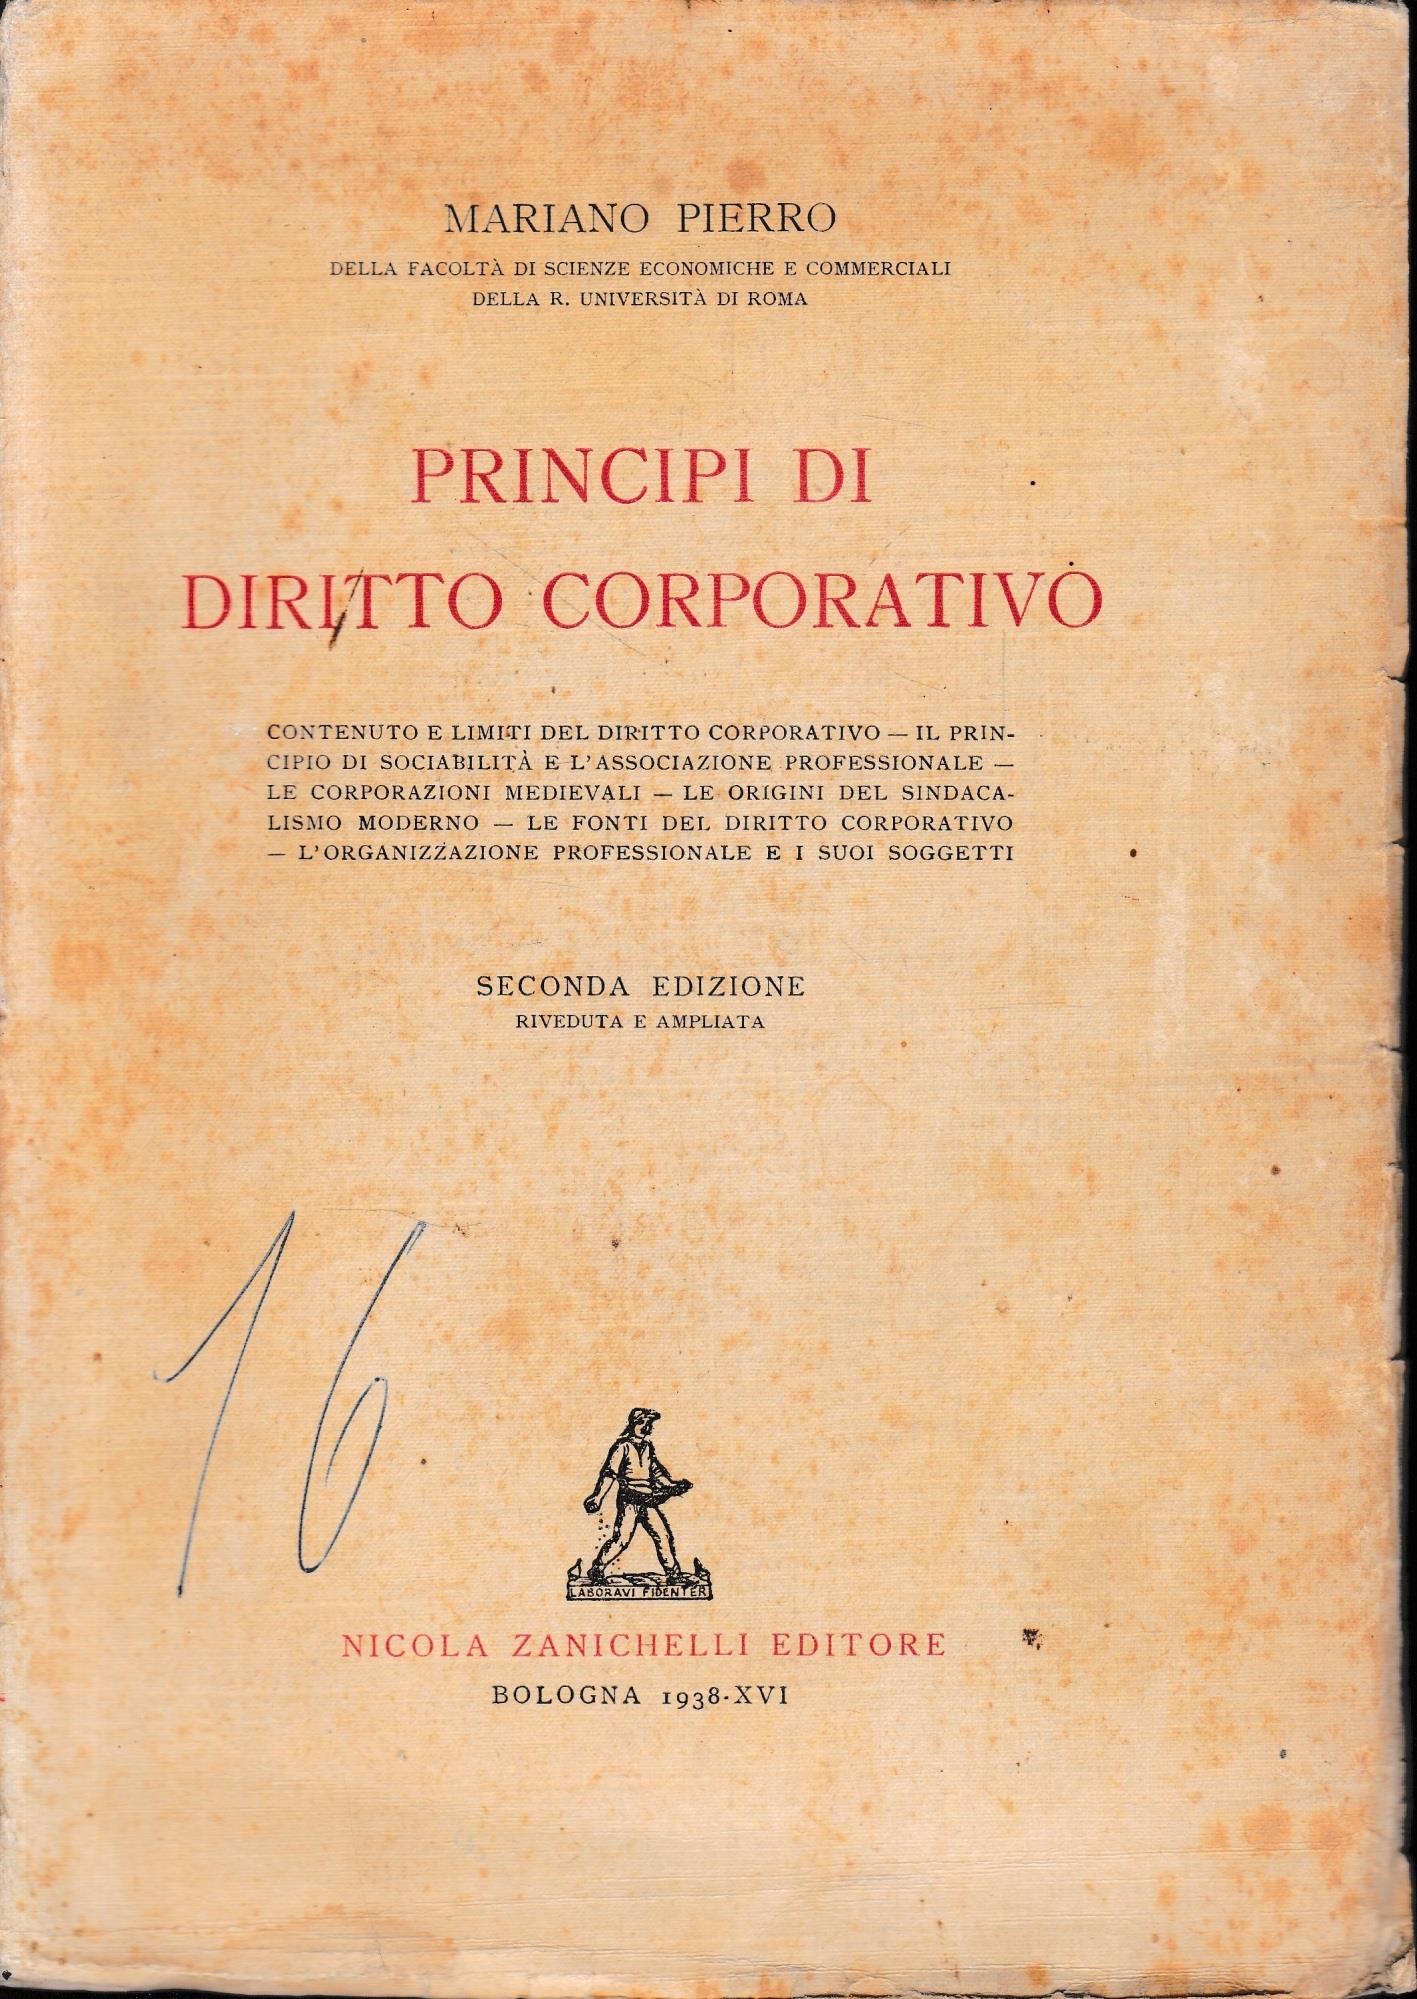 MARIANO PIERRO
DELLA FACOLTÀ DI SCIENZE ECONOMICHE E COMMERCIALI
DELLA R. UNIVERSITÀ DI ROMA
PRINCIPI DI
DIRITTO CORPORATIVO
CONTENUTO E LIMITI DEL DIRITTO CORPORATIVO — IL PRIN-
CIPIO DI SOCIABILITÀ E L'ASSOCIAZIONE PROFESSIONALE —
LE CORPORAZIONI MEDIEVALI — LE ORIGINI DEL SINDACA-
LISMO MODERNO — LE FONTI DEL DIRITTO CORPORATIVO
— L'ORGANIZZAZIONE PROFESSIONALE E I SUOI SOGGETTI
SECONDA EDIZIONE
RIVEDUTA E AMPLIATA
16
LABORAVI FIDENTER
NICOLA ZANICHELLI EDITORE
BOLOGNA 1938-XVI